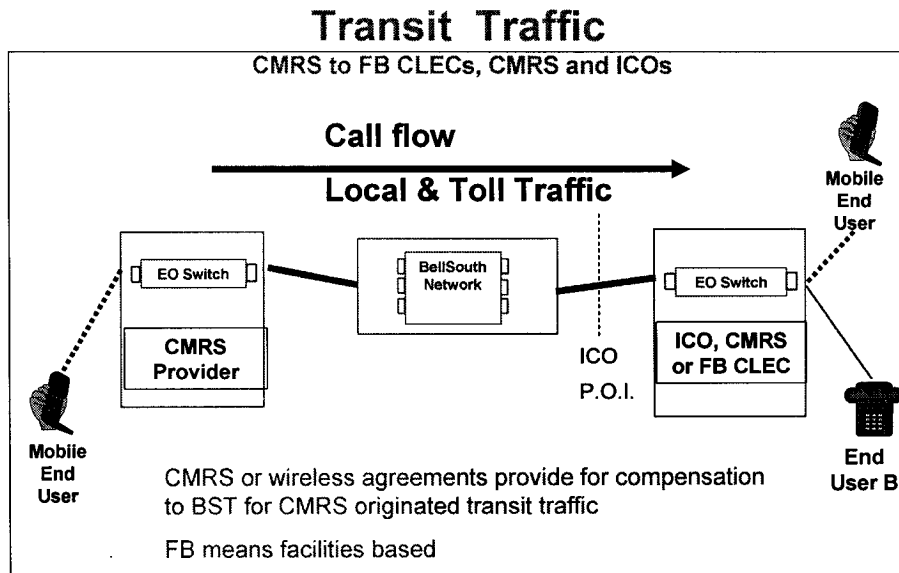 Transit Traffic
CMRS to FB CLECs, CMRS and ICOs
Call flow
Local & Toll Traffic
Mobile
End
User
EO Switch
BellSouth
Network
EO Switch
CMRS
Provider
ICO
P.O.I.
ICO, CMRS
or FB CLEC
Mobile
End
User
End
User B
CMRS or wireless agreements provide for compensation
to BST for CMRS originated transit traffic
FB means facilities based